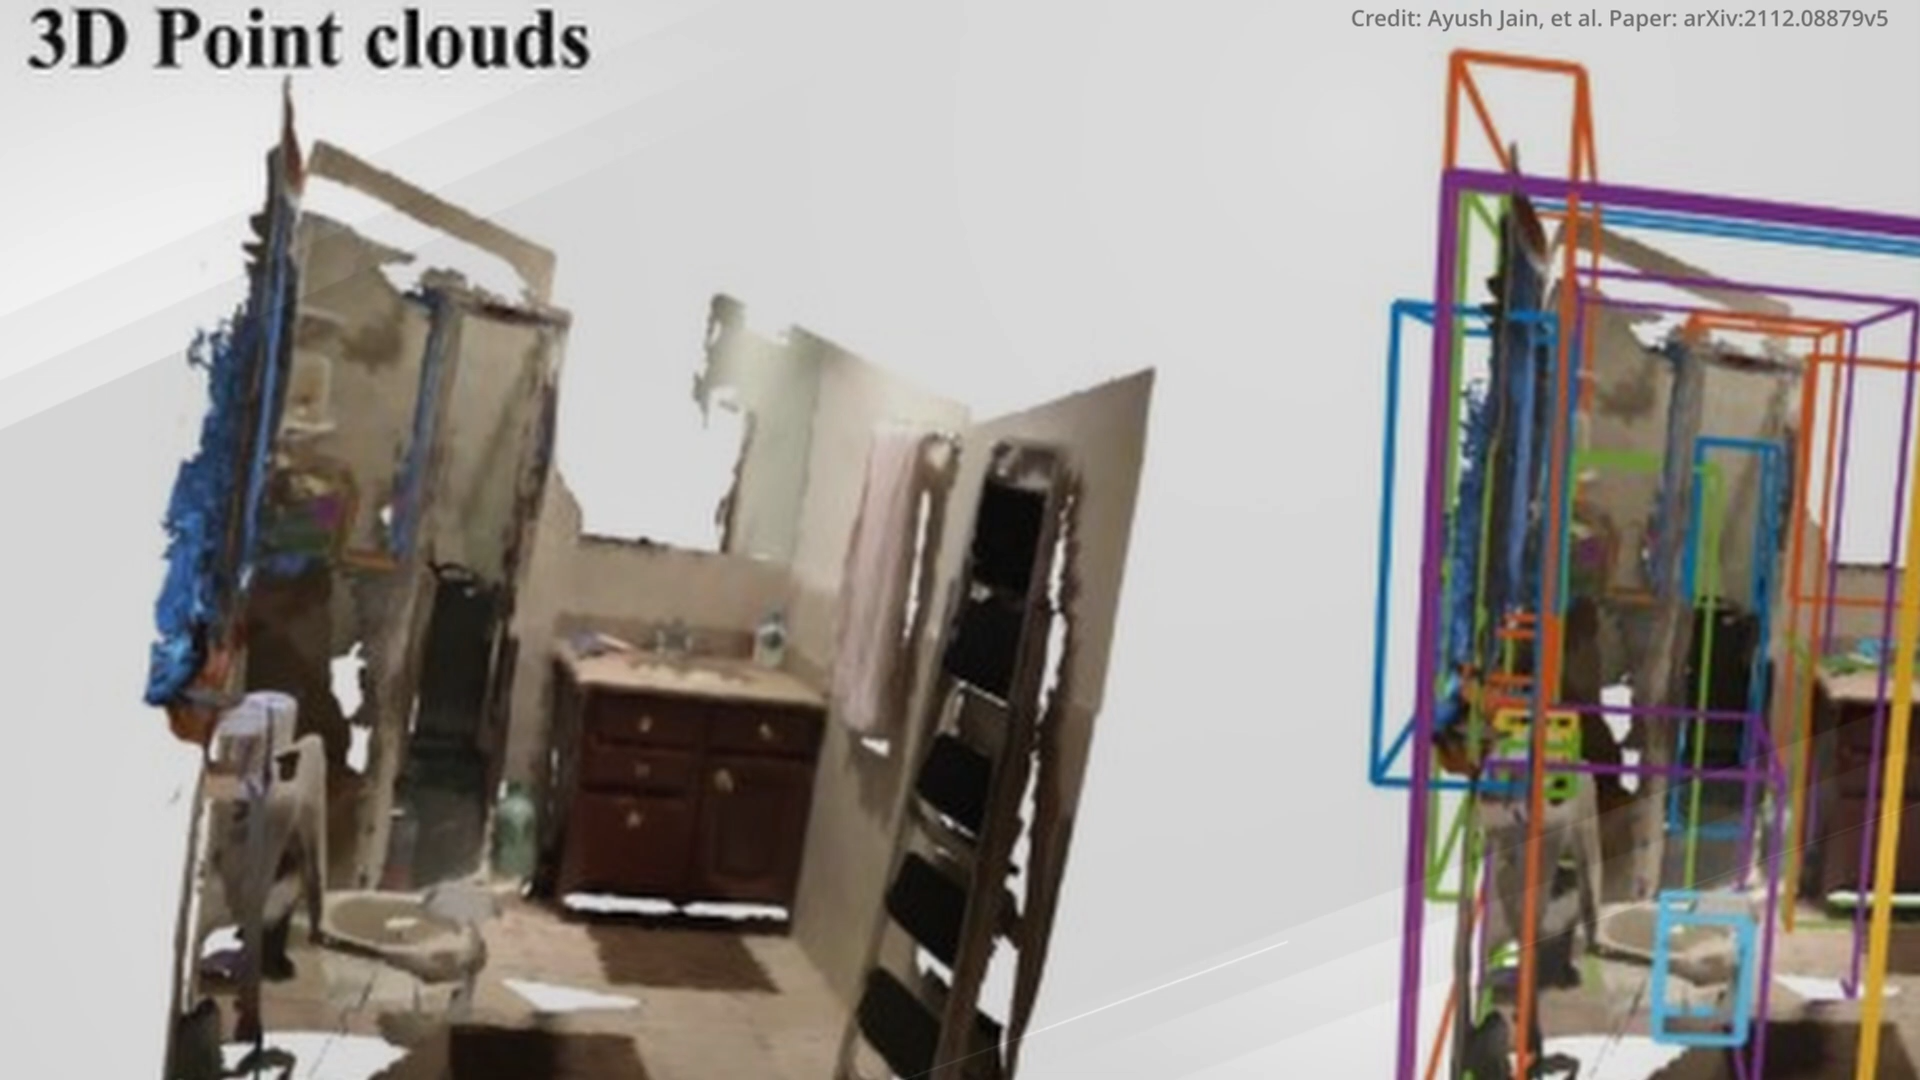 3D Point clouds
Credit: Ayush Jain, et al. Paper: arXiv:2112.08879v5